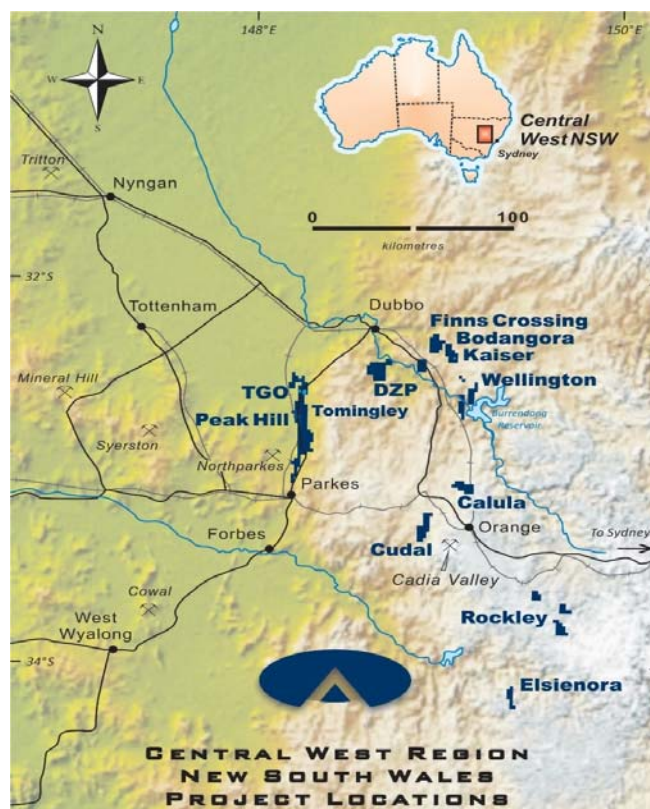 148°
150°
N
W
E
S
Central
West NSW
Sydney
Tritton
Nyngan
0
100
kilometres
32°S
Tottenham
Dubbo
Finns Crossing
Bodangora
Kaiser
Mineral Hill
TGO
DZP
Wellington
Peak Hill
Tomingley
Burrendong
Reservoir
Syerston
Northparkes
Parkes
Calula
Forbes
Orange
To Sydney
Cudal
Cadia Valley
Cowal
West
Wyalong
Rockley
34°S
Elsienora
CENTRAL WEST REGION
NEW SOUTH WALES
PROJECT LOCATIONS